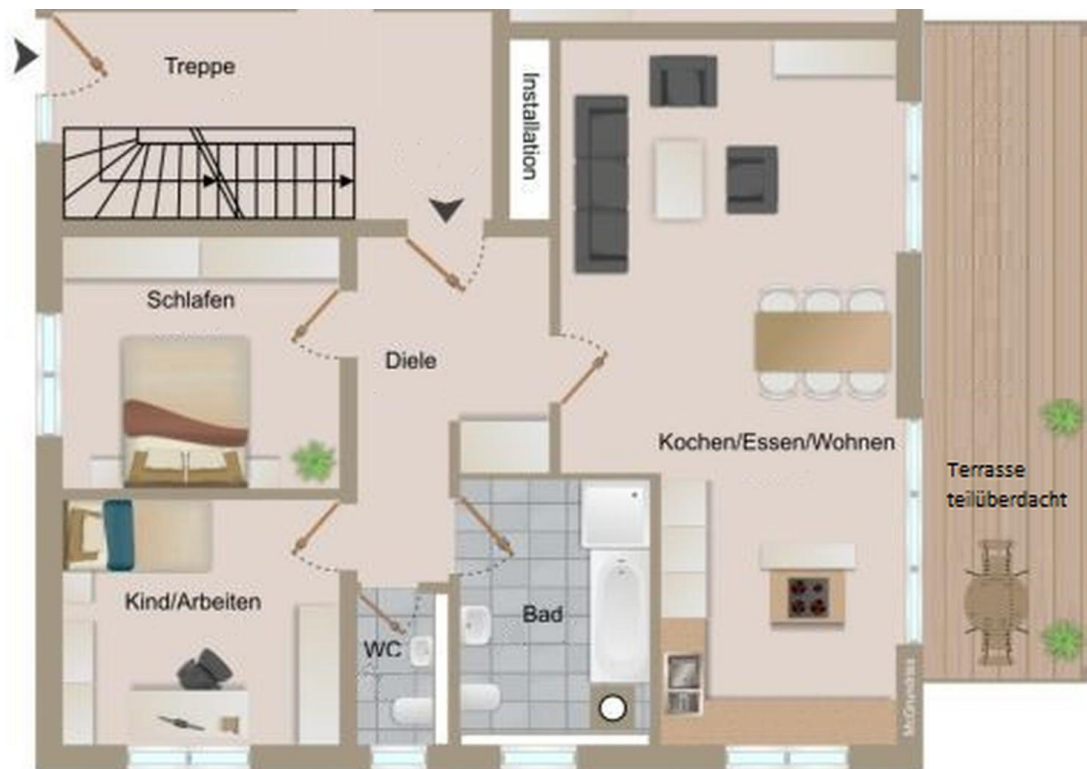 Treppe
Installation
Schlafen
Diele
Kochen/Essen/Wohnen
Terrasse
teilüberdacht
Kind/Arbeiten
WC
Bad